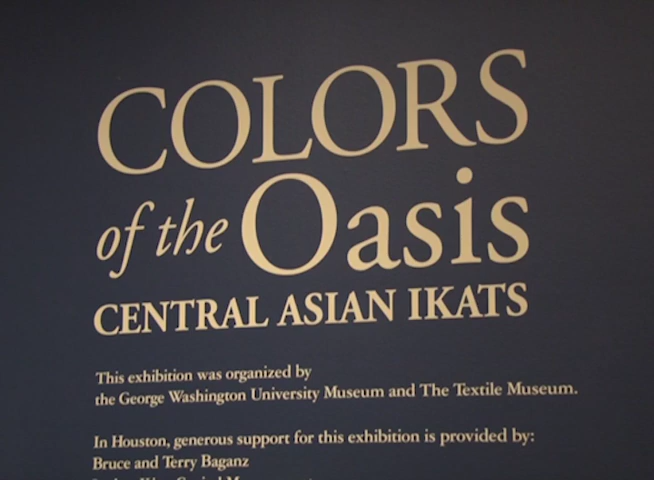 COLORS
of the Oasis
CENTRAL ASIAN IKATS
This exhibition was organized by
the George Washington University Museum and The Textile Museum.
In Houston, generous support for this exhibition is provided by:
Bruce and Terry Baganz